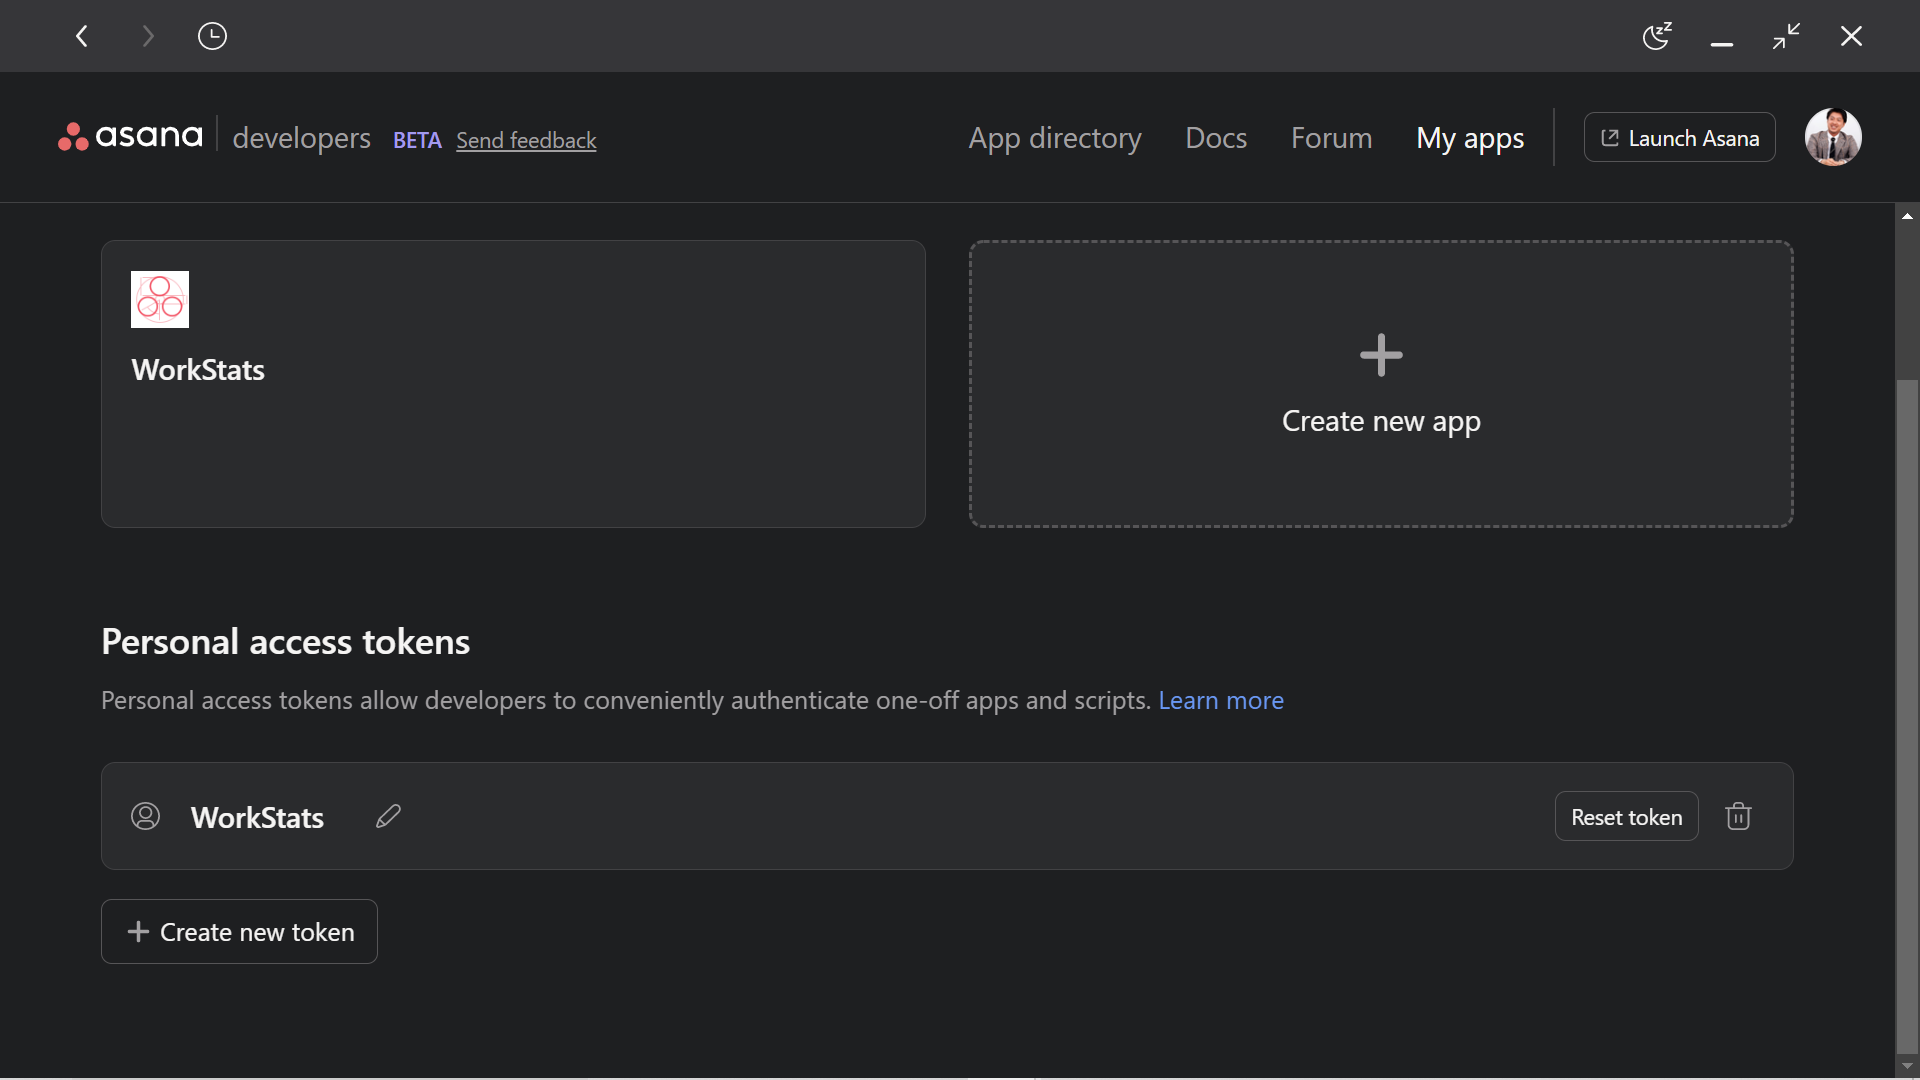 asana developers BETA Send feedback App directory Docs Forum My apps Launch Asana
WorkStats
Create new app
Personal access tokens
Personal access tokens allow developers to conveniently authenticate one-off apps and scripts. Learn more
WorkStats Reset token
Create new token